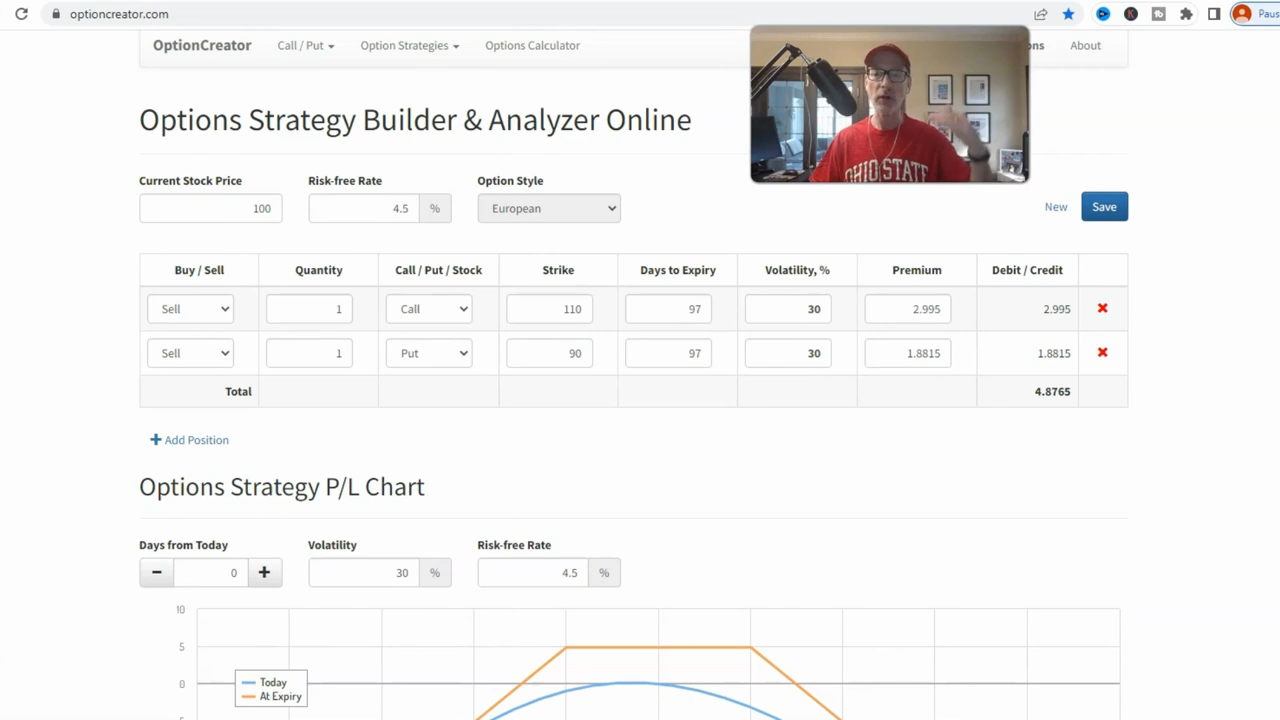 optioncreator.com
Paus
OptionCreator Call / Put Option Strategies Options Calculator ons About
Options Strategy Builder & Analyzer Online
OHIO STATE
Current Stock Price Risk-free Rate Option Style
100 4.5 % European New Save
Buy / Sell Quantity Call / Put / Stock Strike Days to Expiry Volatility, % Premium Debit / Credit
Sell 1 Call 110 97 30 2.995 2.995
Sell 1 Put 90 97 30 1.8815 1.8815
Total 4.8765
Add Position
Options Strategy P/L Chart
Days from Today Volatility Risk-free Rate
0 30 % 4.5 %
10
5
0
Today
At Expiry